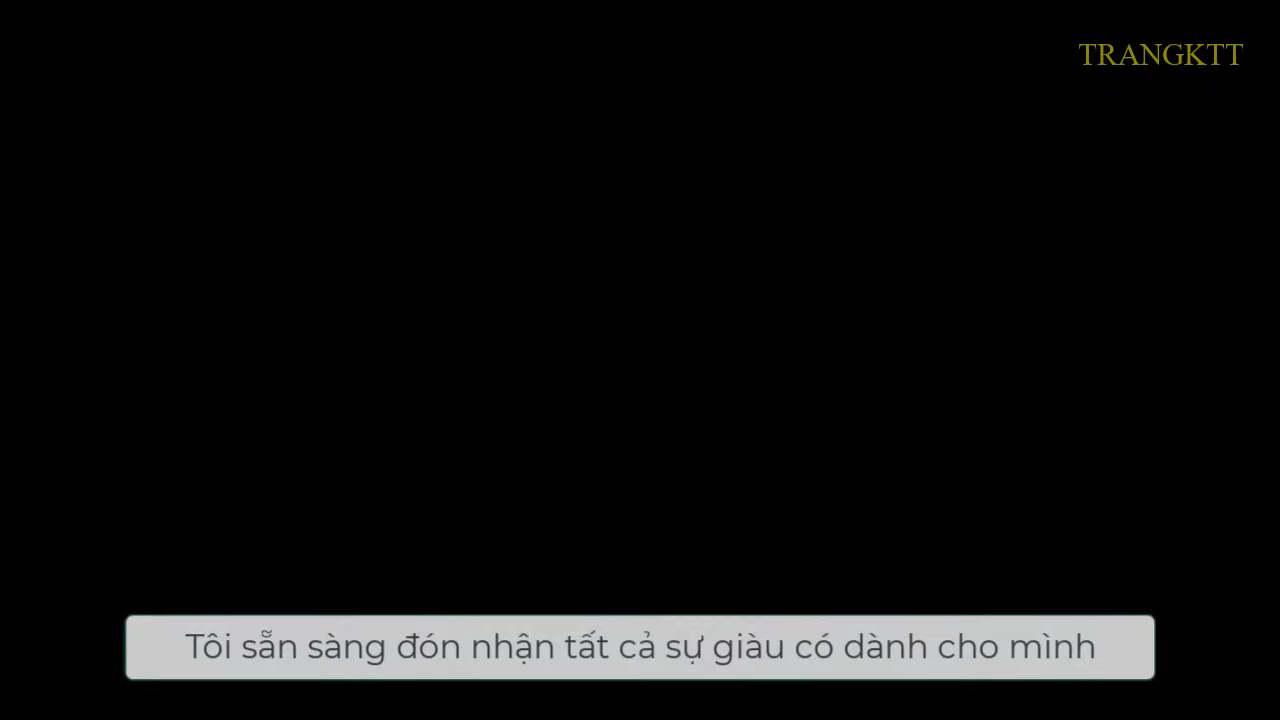 TRANGKTT
Tôi sẵn sàng đón nhận tất cả sự giàu có dành cho mình